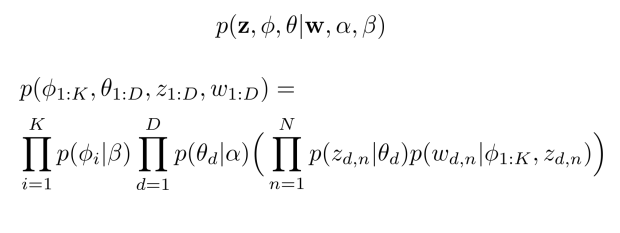 p(𝐳, ϕ, θ|𝐰, α, β)
p(ϕ_{1:K}, θ_{1:D}, z_{1:D}, w_{1:D}) =
∏_{i=1}^{K} p(ϕ_i|β) ∏_{d=1}^{D} p(θ_d|α) ( ∏_{n=1}^{N} p(z_{d,n}|θ_d)p(w_{d,n}|ϕ_{1:K}, z_{d,n}) )